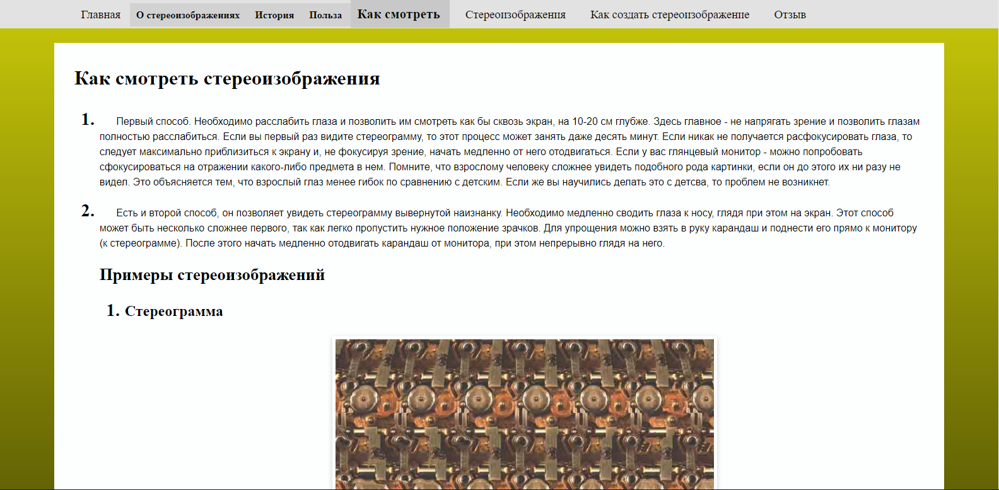 Главная О стереоизображениях История Польза Как смотреть Стереоизображения Как создать стереоизображение Отзыв
Как смотреть стереоизображения
1. Первый способ. Необходимо расслабить глаза и позволить им смотреть как бы сквозь экран, на 10-20 см глубже. Здесь главное - не напрягать зрение и позволить глазам
полностью расслабиться. Если вы первый раз видите стереограмму, то этот процесс может занять даже десять минут. Если никак не получается расфокусировать глаза, то
следует максимально приблизиться к экрану и, не фокусируя зрение, начать медленно от него отодвигаться. Если у вас глянцевый монитор - можно попробовать
сфокусироваться на отражении какого-либо предмета в нем. Помните, что взрослому человеку сложнее увидеть подобного рода картинки, если он до этого их ни разу не
видел. Это объясняется тем, что взрослый глаз менее гибок по сравнению с детским. Если же вы научились делать это с детсва, то проблем не возникнет.
2. Есть и второй способ, он позволяет увидеть стереограмму вывернутой наизнанку. Необходимо медленно сводить глаза к носу, глядя при этом на экран. Этот способ
может быть несколько сложнее первого, так как легко пропустить нужное положение зрачков. Для упрощения можно взять в руку карандаш и поднести его прямо к монитору
(к стереограмме). После этого начать медленно отодвигать карандаш от монитора, при этом непрерывно глядя на него.
Примеры стереоизображений
1. Стереограмма